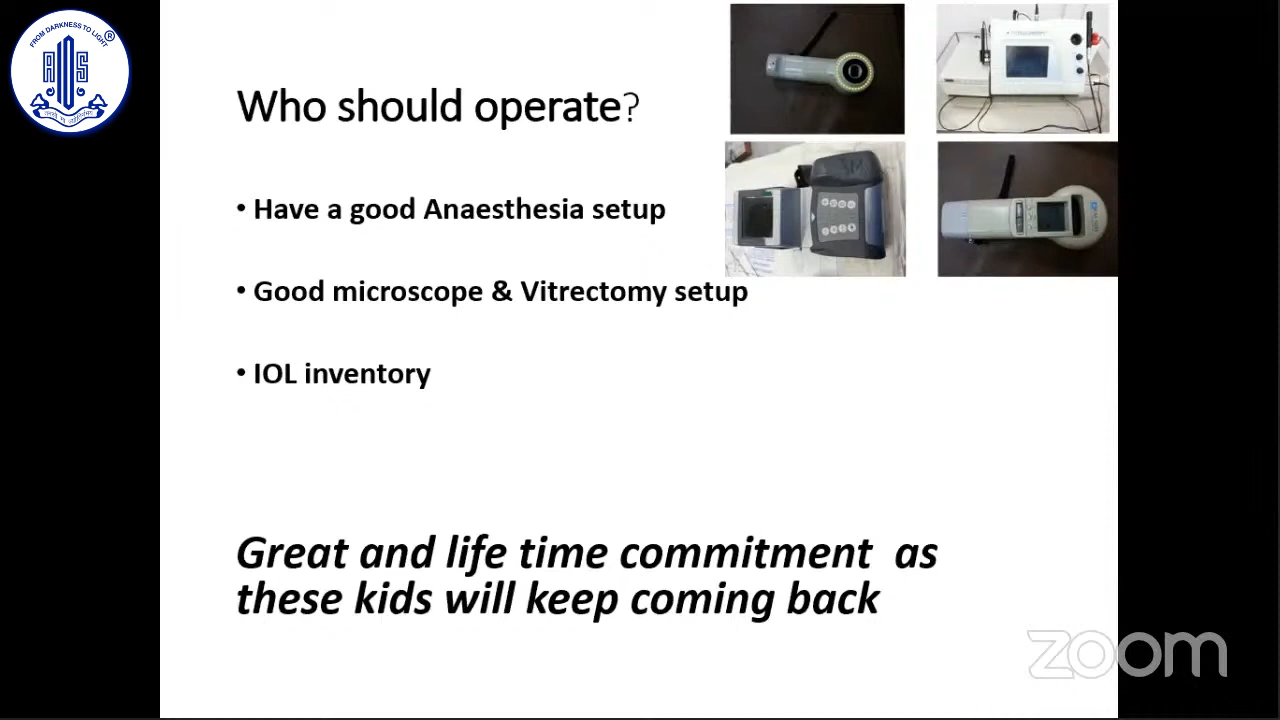 FROM DARKNESS TO LIGHT
®
AIOS
Who should operate?
• Have a good Anaesthesia setup
• Good microscope & Vitrectomy setup
• IOL inventory
Great and life time commitment as
these kids will keep coming back
zoom